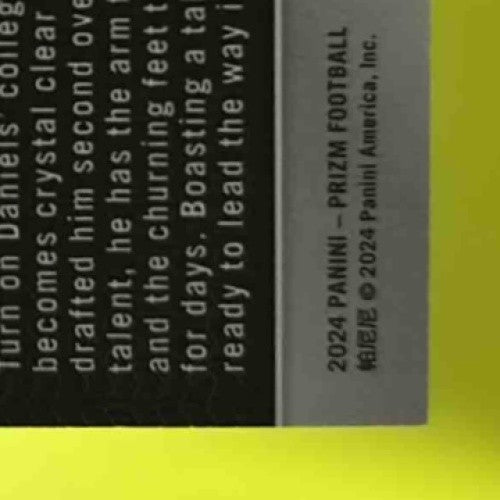 Turn on Daniels' colleg
becomes crystal clear
drafted him second ove
talent, he has the arm
and the churning feet t
for days. Boasting a ta
ready to lead the way i
2024 PANINI – PRIZM FOOTBALL
帕尼尼 © 2024 Panini America, Inc.